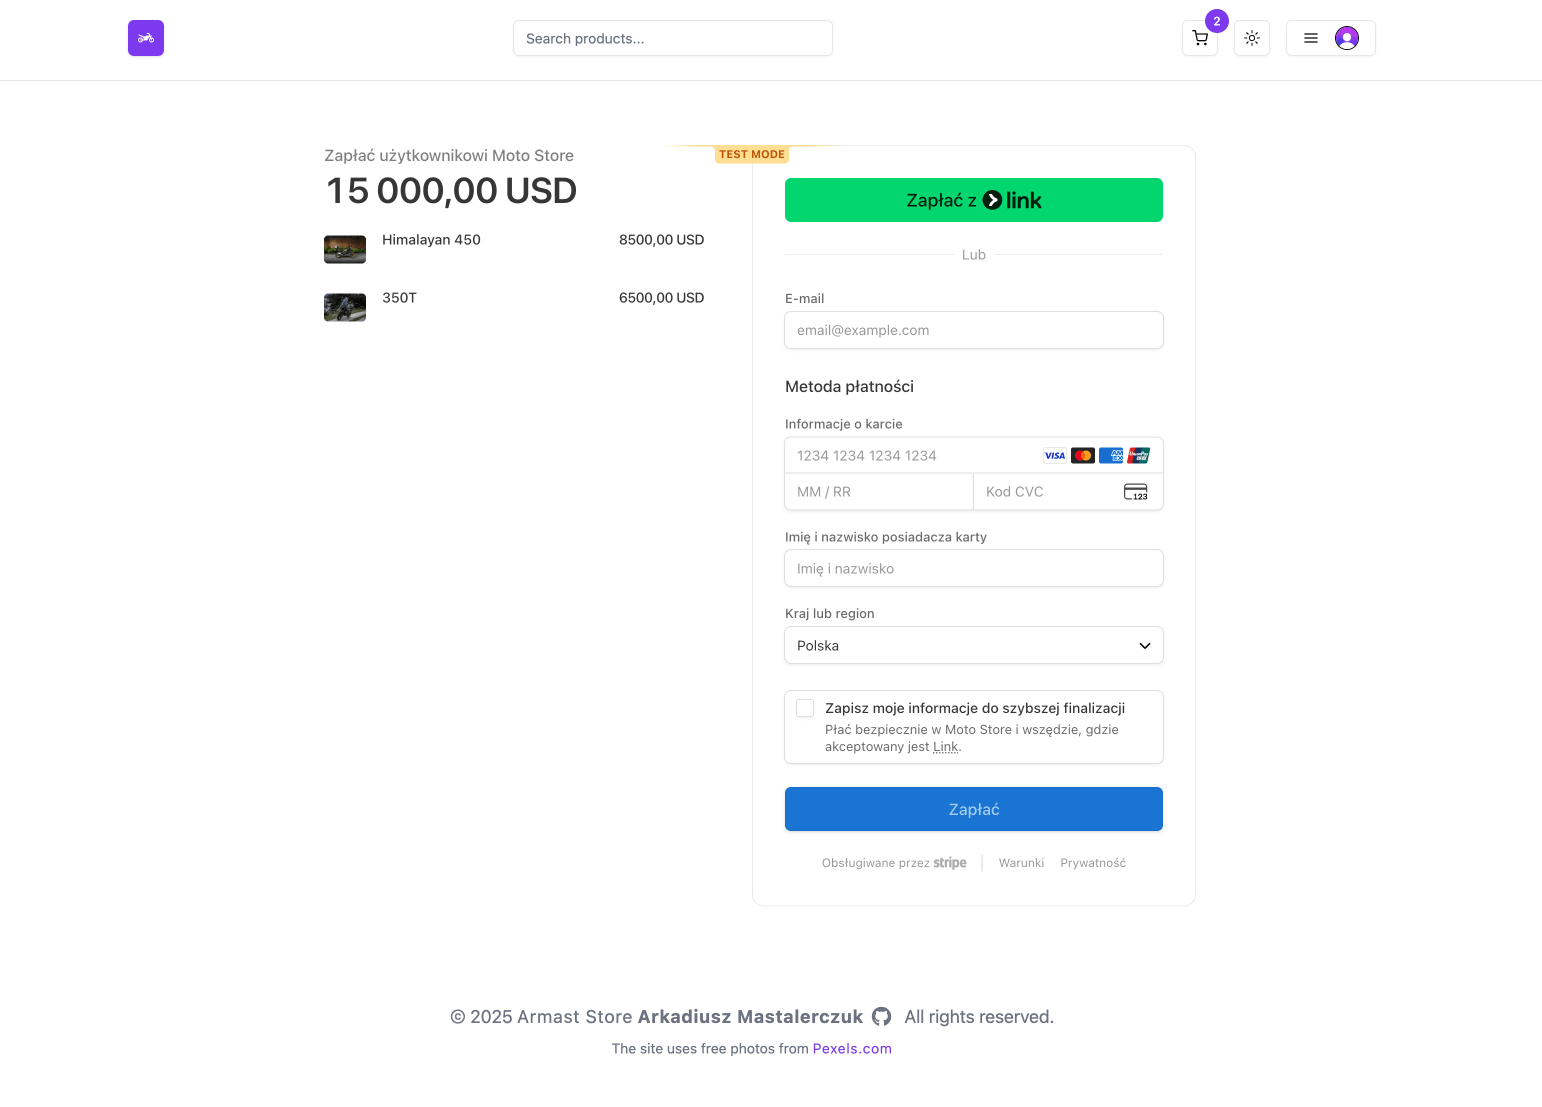 Search products...
2
Zapłać użytkownikowi Moto Store
15 000,00 USD
Himalayan 450 8500,00 USD
350T 6500,00 USD
TEST MODE
Zapłać z link
Lub
E-mail
email@example.com
Metoda płatności
Informacje o karcie
1234 1234 1234 1234 VISA AMEX UnionPay
MM / RR Kod CVC 123
Imię i nazwisko posiadacza karty
Imię i nazwisko
Kraj lub region
Polska
Zapisz moje informacje do szybszej finalizacji
Płać bezpiecznie w Moto Store i wszędzie, gdzie
akceptowany jest Link.
Zapłać
Obsługiwane przez stripe Warunki Prywatność
© 2025 Armast Store Arkadiusz Mastalerczuk All rights reserved.
The site uses free photos from Pexels.com